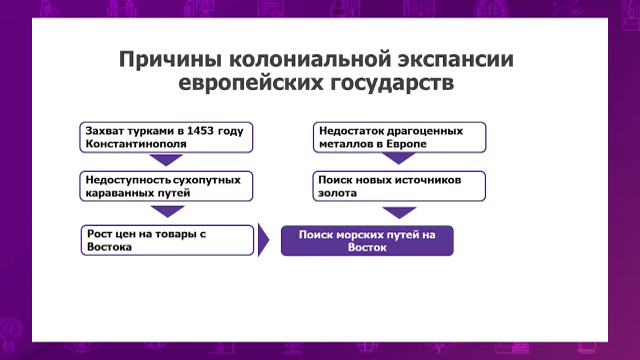 Причины колониальной экспансии
европейских государств
Захват турками в 1453 году
Константинополя
Недоступность сухопутных
караванных путей
Рост цен на товары с
Востока
Недостаток драгоценных
металлов в Европе
Поиск новых источников
золота
Поиск морских путей на
Восток